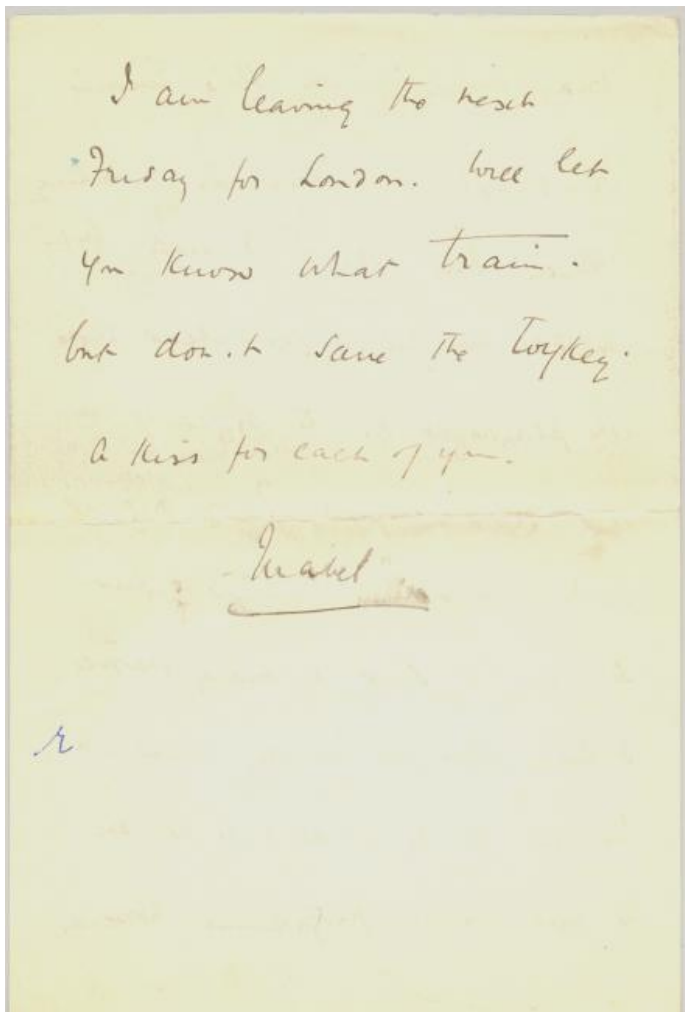 I am leaving the next
Friday for London. Will let
you know what train.
but don't save the Toykey.
A kiss for each of you.
Mabel
r